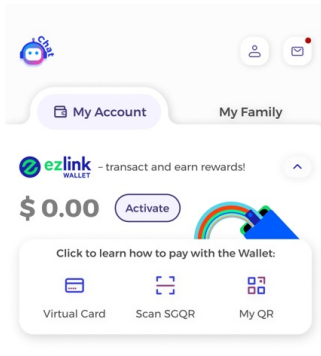 Chat
My Account
My Family
ezlink – transact and earn rewards!
WALLET
$ 0.00 Activate
Click to learn how to pay with the Wallet:
Virtual Card
Scan SGQR
My QR